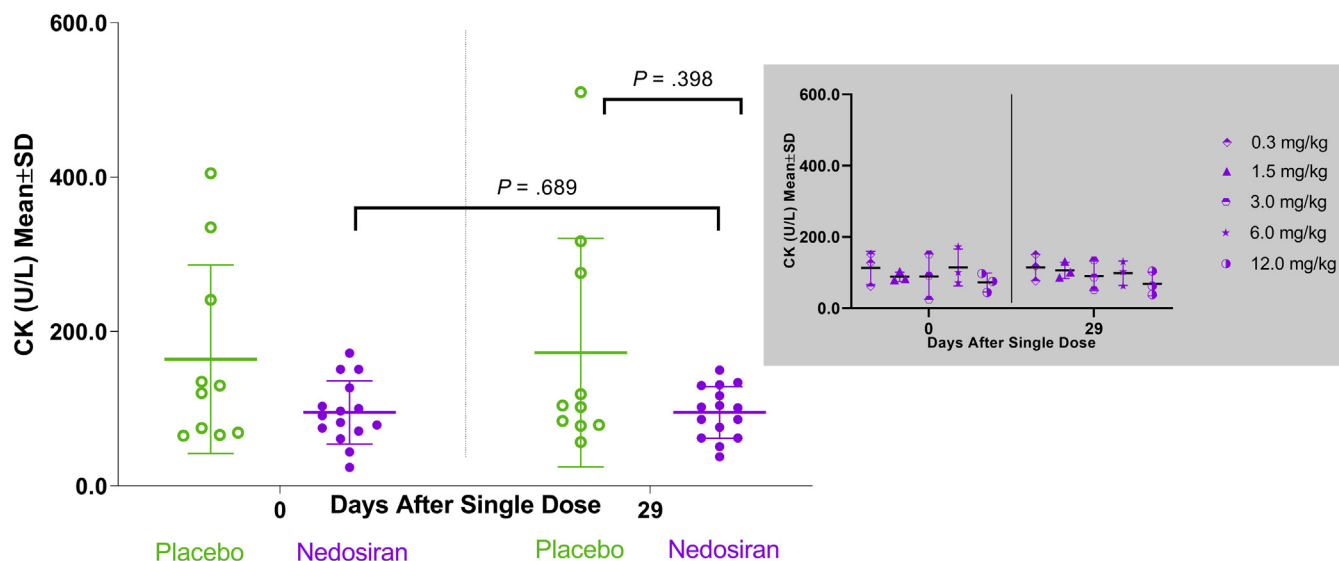 600.0
400.0
200.0
0.0
CK (U/L) Mean±SD
P = .398
P = .689
0
29
Days After Single Dose
Placebo
Nedosiran
Placebo
Nedosiran
600.0
400.0
200.0
0.0
CK (U/L) Mean±SD
0
29
Days After Single Dose
0.3 mg/kg
1.5 mg/kg
3.0 mg/kg
6.0 mg/kg
12.0 mg/kg